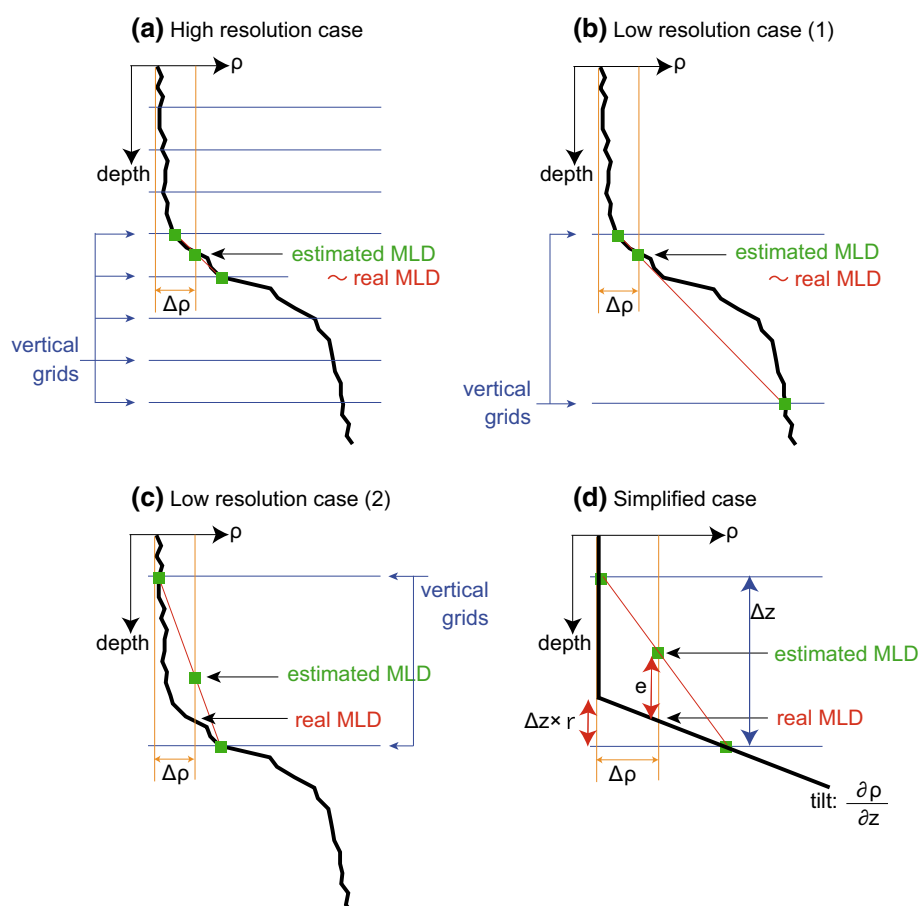 (a) High resolution case
ρ
depth
estimated MLD
～ real MLD
Δρ
vertical
grids
(b) Low resolution case (1)
ρ
depth
estimated MLD
～ real MLD
Δρ
vertical
grids
(c) Low resolution case (2)
ρ
depth
vertical
grids
estimated MLD
real MLD
Δρ
(d) Simplified case
ρ
depth
Δz
estimated MLD
e
Δz× r
real MLD
Δρ
tilt: ∂ρ
∂z